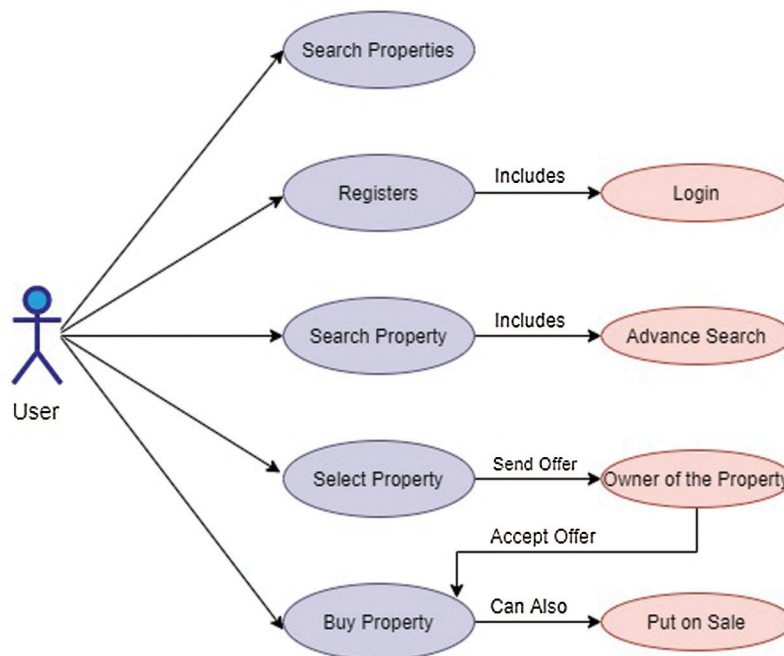 Search Properties
Includes
Registers
Login
Includes
Search Property
Advance Search
User
Send Offer
Select Property
Owner of the Property
Accept Offer
Can Also
Buy Property
Put on Sale